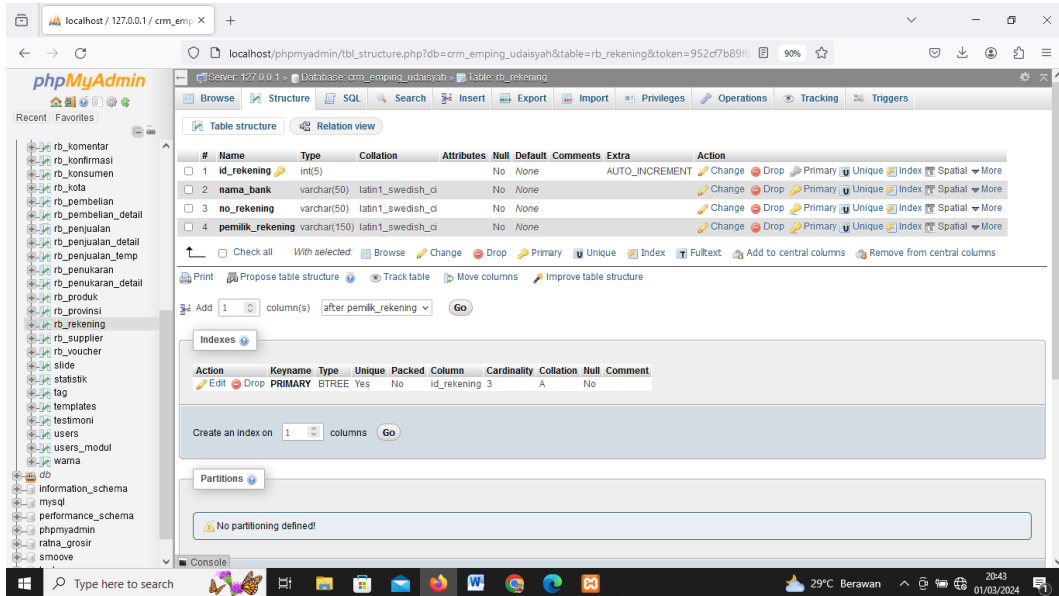 localhost / 127.0.0.1 / crm_emp
localhost/phpmyadmin/tbl_structure.php?db=crm_emping_udaisyah&table=rb_rekening&token=952cf7b89f
90%
phpMyAdmin
Recent Favorites
rb_komentar
rb_konfirmasi
rb_konsumen
rb_kota
rb_pembelian
rb_pembelian_detail
rb_penjualan
rb_penjualan_detail
rb_penjualan_temp
rb_penukaran
rb_penukaran_detail
rb_produk
rb_provinsi
rb_rekening
rb_supplier
rb_voucher
slide
statistik
tag
templates
testimoni
users
users_modul
warna
db
information_schema
mysql
performance_schema
phpmyadmin
ratna_grosir
smoove
Server: 127.0.0.1 » Database: crm_emping_udaisyah » Table: rb_rekening
Browse Structure SQL Search Insert Export Import Privileges Operations Tracking Triggers
Table structure Relation view
# Name Type Collation Attributes Null Default Comments Extra Action
1 id_rekening int(5) No None AUTO_INCREMENT Change Drop Primary Unique Index Spatial More
2 nama_bank varchar(50) latin1_swedish_ci No None Change Drop Primary Unique Index Spatial More
3 no_rekening varchar(50) latin1_swedish_ci No None Change Drop Primary Unique Index Spatial More
4 pemilik_rekening varchar(150) latin1_swedish_ci No None Change Drop Primary Unique Index Spatial More
Check all With selected: Browse Change Drop Primary Unique Index Fulltext Add to central columns Remove from central columns
Print Propose table structure Track table Move columns Improve table structure
Add 1 column(s) after pemilik_rekening Go
Indexes
Action Keyname Type Unique Packed Column Cardinality Collation Null Comment
Edit Drop PRIMARY BTREE Yes No id_rekening 3 A No
Create an index on 1 columns Go
Partitions
No partitioning defined!
Console
Type here to search
29°C Berawan
20:43
01/03/2024